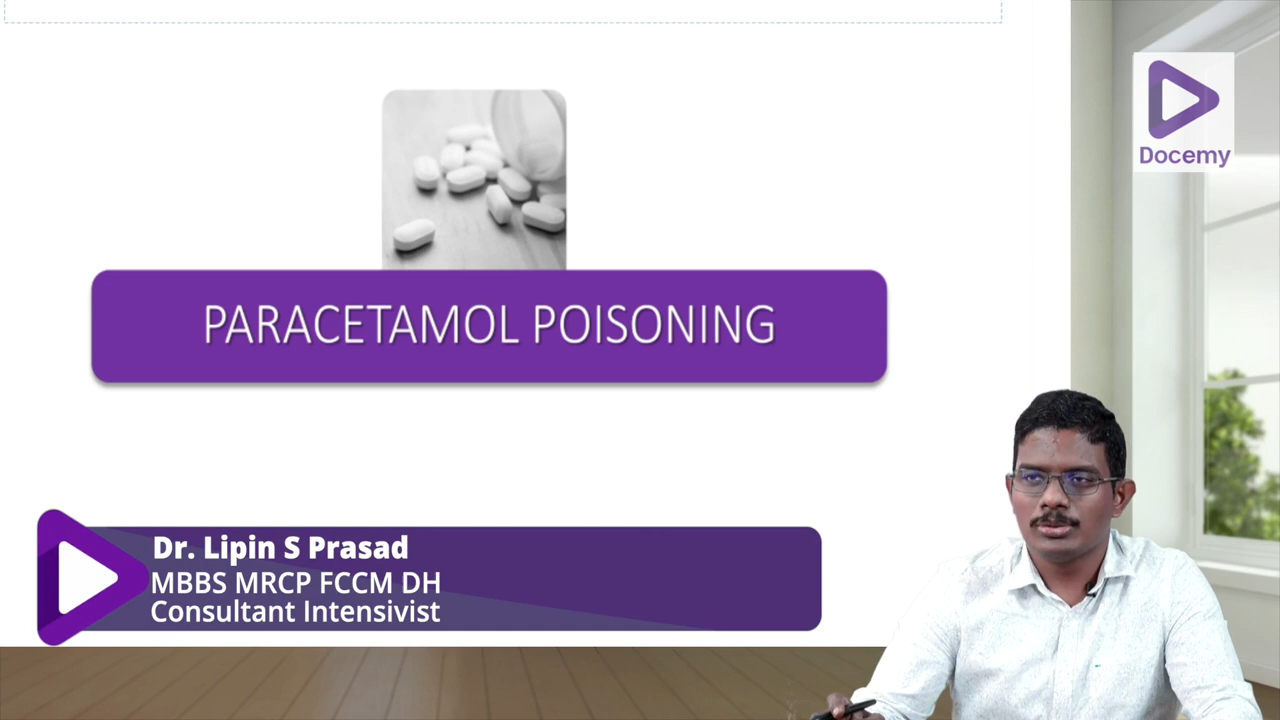 Docemy
PARACETAMOL POISONING
Dr. Lipin S Prasad
MBBS MRCP FCCM DH
Consultant Intensivist